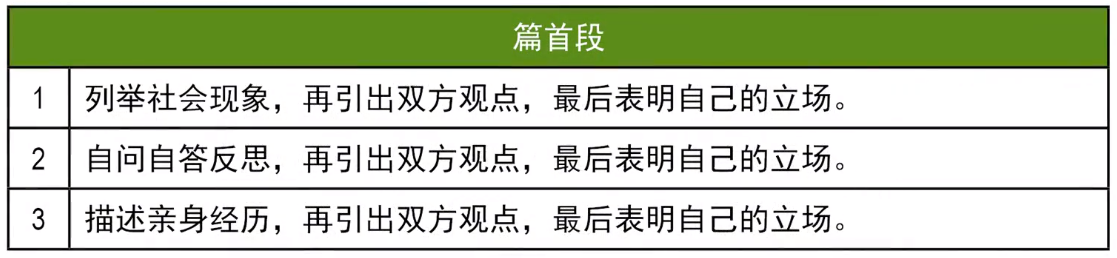 篇首段
1 列举社会现象，再引出双方观点，最后表明自己的立场。
2 自问自答反思，再引出双方观点，最后表明自己的立场。
3 描述亲身经历，再引出双方观点，最后表明自己的立场。